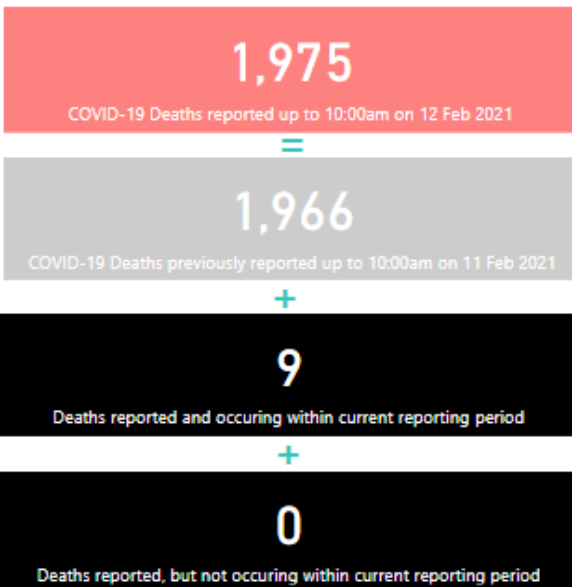 1,975
COVID-19 Deaths reported up to 10:00am on 12 Feb 2021
=
1,966
COVID-19 Deaths previously reported up to 10:00am on 11 Feb 2021
+
9
Deaths reported and occuring within current reporting period
+
0
Deaths reported, but not occuring within current reporting period